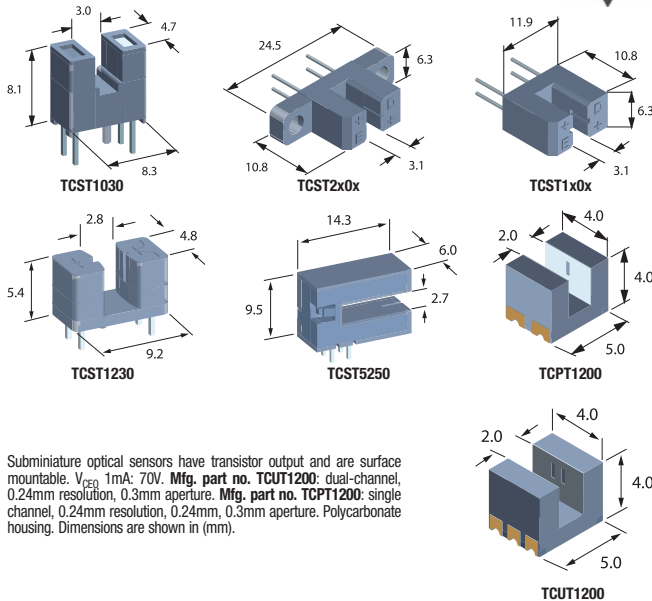 3.0
4.7
8.1
8.3
TCST1030
24.5
6.3
10.8
3.1
TCST2x0x
11.9
10.8
6.3
3.1
TCST1x0x
2.8
4.8
5.4
9.2
TCST1230
14.3
6.0
9.5
2.7
TCST5250
4.0
2.0
4.0
5.0
TCPT1200
Subminiature optical sensors have transistor output and are surface
mountable. VCEO 1mA: 70V. Mfg. part no. TCUT1200: dual-channel,
0.24mm resolution, 0.3mm aperture. Mfg. part no. TCPT1200: single
channel, 0.24mm resolution, 0.24mm, 0.3mm aperture. Polycarbonate
housing. Dimensions are shown in (mm).
4.0
2.0
4.0
5.0
TCUT1200